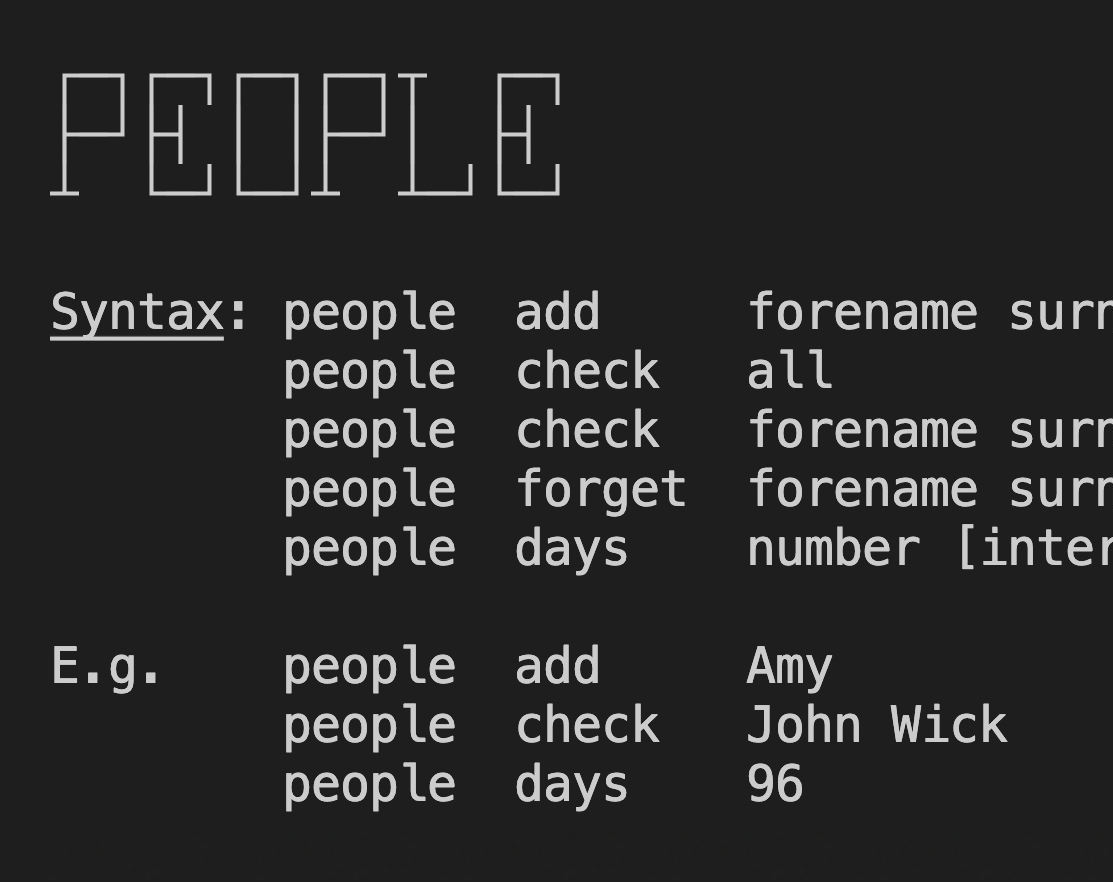 PEOPLE
Syntax: people add forename surn
people check all
people check forename surn
people forget forename surn
people days number [inter
E.g. people add Amy
people check John Wick
people days 96